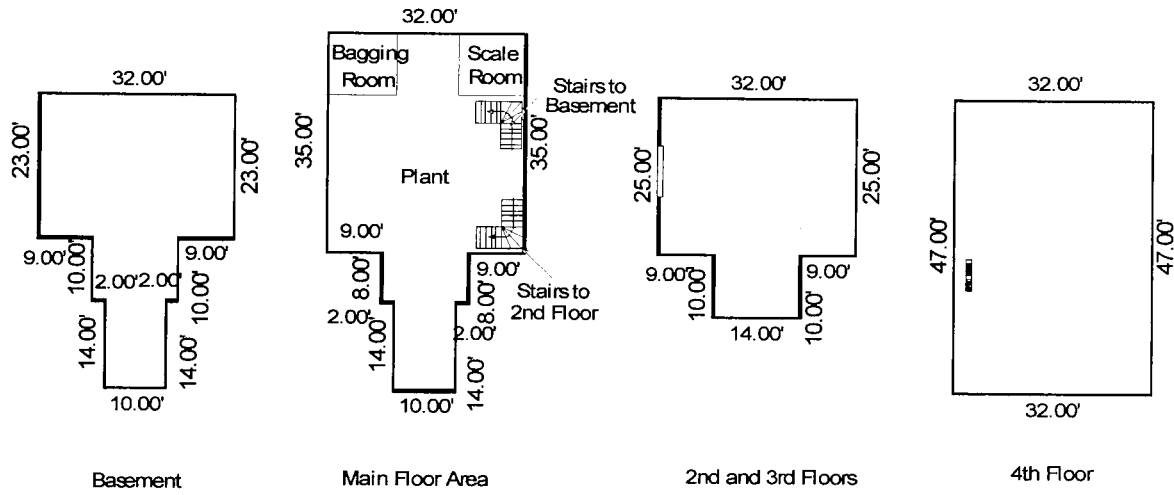 32.00'
23.00'
23.00'
9.00'
10.00'
9.00'
2.00'
2.00'
10.00'
14.00'
14.00'
10.00'
Basement
32.00'
Bagging
Room
Scale
Room
Stairs to
Basement
35.00'
35.00'
Plant
9.00'
9.00'
8.00'
8.00'
Stairs to
2nd Floor
2.00'
2.00'
14.00'
14.00'
10.00'
Main Floor Area
32.00'
25.00'
25.00'
9.00'
9.00'
10.00'
10.00'
14.00'
2nd and 3rd Floors
32.00'
47.00'
47.00'
32.00'
4th Floor